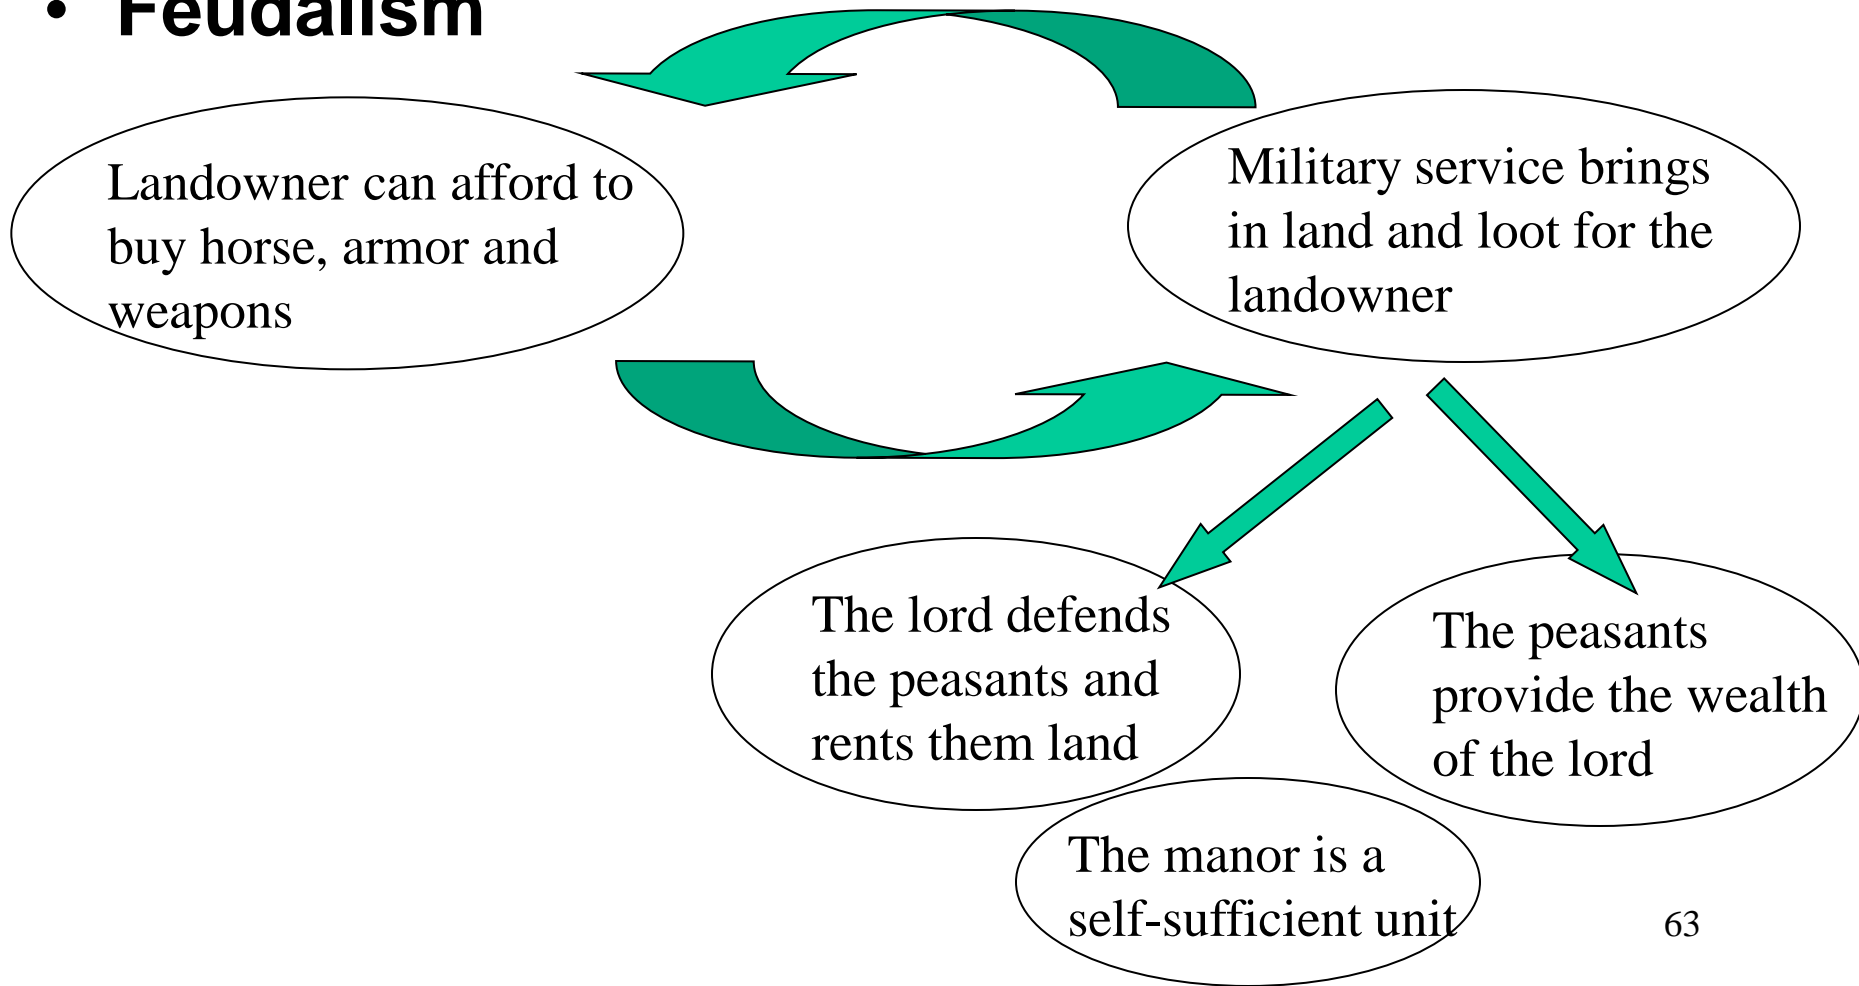 • Feudalism
Landowner can afford to
buy horse, armor and
weapons
Military service brings
in land and loot for the
landowner
The lord defends
the peasants and
rents them land
The peasants
provide the wealth
of the lord
The manor is a
self-sufficient unit
63